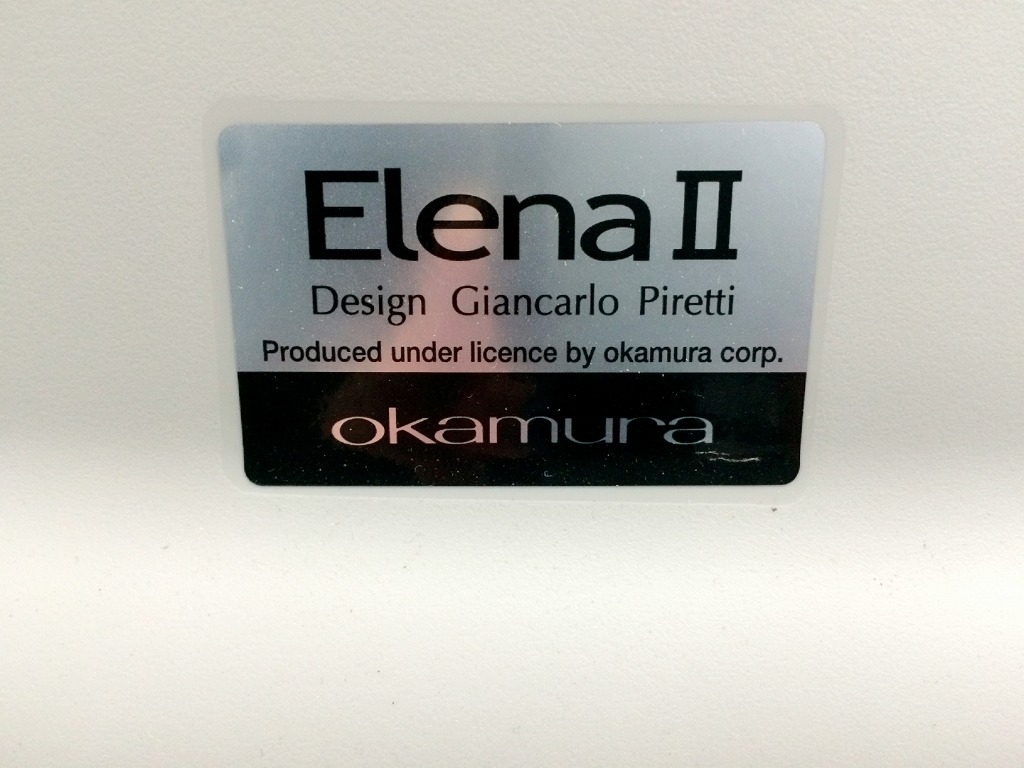 Elena II
Design Giancarlo Piretti
Produced under licence by okamura corp.
okamura